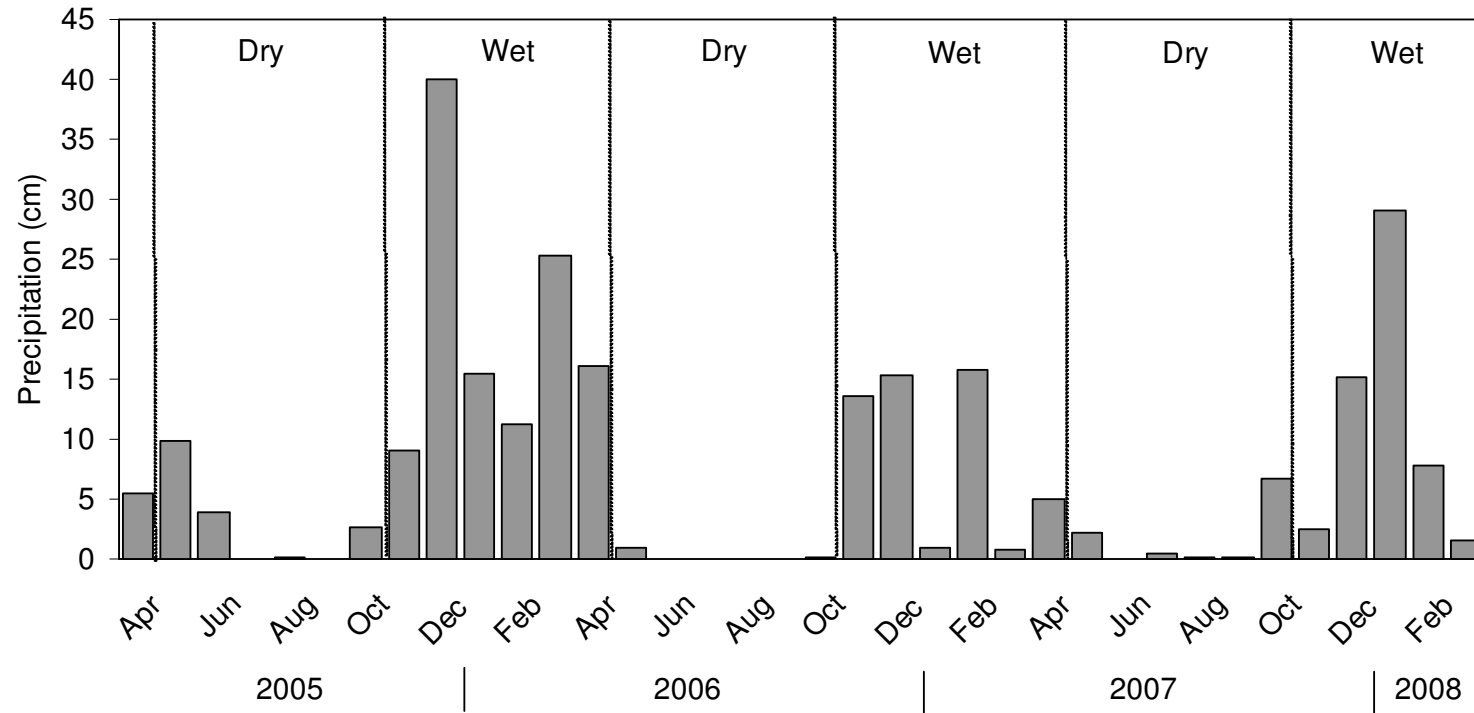 45
40
35
30
25
20
15
10
5
0
Precipitation (cm)
Dry Wet Dry Wet Dry Wet
Apr Jun Aug Oct Dec Feb Apr Jun Aug Oct Dec Feb Apr Jun Aug Oct Dec Feb
2005 2006 2007 2008